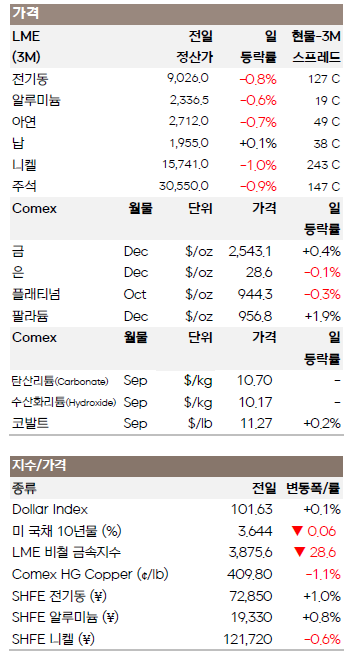 가격
LME 전일 일 현물-3M
(3M) 정산가 등락률 스프레드
전기동 9,026.0 -0.8% 127 C
알루미늄 2,336.5 -0.6% 19 C
아연 2,712.0 -0.7% 49 C
납 1,955.0 +0.1% 38 C
니켈 15,741.0 -1.0% 243 C
주석 30,550.0 -0.9% 147 C
Comex 월물 단위 가격 일
등락률
금 Dec $/oz 2,543.1 +0.4%
은 Dec $/oz 28.6 -0.1%
플래티넘 Oct $/oz 944.3 -0.3%
팔라듐 Dec $/oz 956.8 +1.9%
Comex 월물 단위 가격 일
등락률
탄산리튬(Carbonate) Sep $/kg 10.70 -
수산화리튬(Hydroxide) Sep $/kg 10.17 -
코발트 Sep $/lb 11.27 +0.2%
지수/가격
종류 전일 변동폭/률
Dollar Index 101.63 +0.1%
미 국채 10년물 (%) 3.644 ▼ 0.06
LME 비철 금속지수 3,875.6 ▼ 28.6
Comex HG Copper (¢/lb) 409.80 -1.1%
SHFE 전기동 (¥) 72,850 +1.0%
SHFE 알루미늄 (¥) 19,330 +0.8%
SHFE 니켈 (¥) 121,720 -0.6%